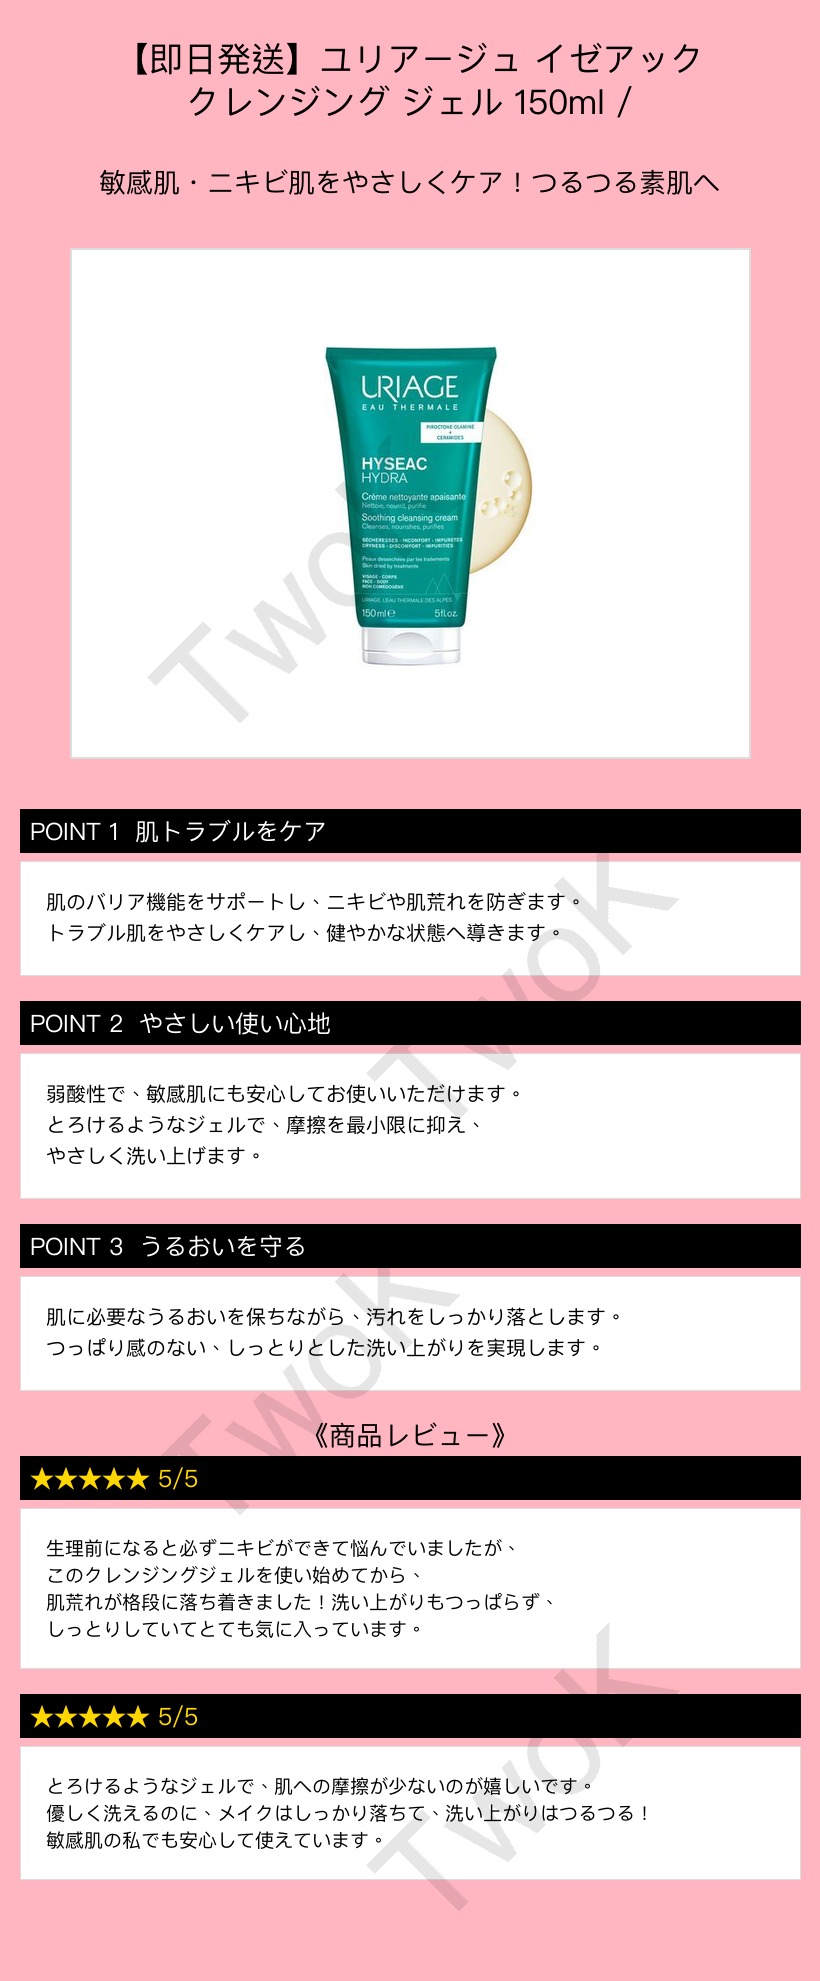 【即日発送】ユリアージュ イゼアック
クレンジング ジェル 150ml /
敏感肌・ニキビ肌をやさしくケア！つるつる素肌へ
URIAGE
EAU THERMALE
PIROCTONE OLAMINE
+
CERAMIDES
HYSEAC
HYDRA
Crème nettoyante apaisante
Nettoie, nourrit, purifie
Soothing cleansing cream
Cleanses, nourishes, purifies
SÉCHERESSES - INCONFORT - IMPURETÉS
DRYNESS - DISCOMFORT - IMPURITIES
Peaux desséchées par les traitements
Skin dried by treatments
VISAGE - CORPS
FACE - BODY
NON COMÉDOGÈNE
URIAGE, L'EAU THERMALE DES ALPES
150 ml ℮ 5fl.oz.
TwoK
POINT 1 肌トラブルをケア
肌のバリア機能をサポートし、ニキビや肌荒れを防ぎます。
トラブル肌をやさしくケアし、健やかな状態へ導きます。
TwoK
POINT 2 やさしい使い心地
弱酸性で、敏感肌にも安心してお使いいただけます。
とろけるようなジェルで、摩擦を最小限に抑え、
やさしく洗い上げます。
POINT 3 うるおいを守る
肌に必要なうるおいを保ちながら、汚れをしっかり落とします。
つっぱり感のない、しっとりとした洗い上がりを実現します。
TwoK
《商品レビュー》
★★★★★ 5/5
生理前になると必ずニキビができて悩んでいましたが、
このクレンジングジェルを使い始めてから、
肌荒れが格段に落ち着きました！洗い上がりもつっぱらず、
しっとりしていてとても気に入っています。
★★★★★ 5/5
とろけるようなジェルで、肌への摩擦が少ないのが嬉しいです。
優しく洗えるのに、メイクはしっかり落ちて、洗い上がりはつるつる！
敏感肌の私でも安心して使えています。
TwoK